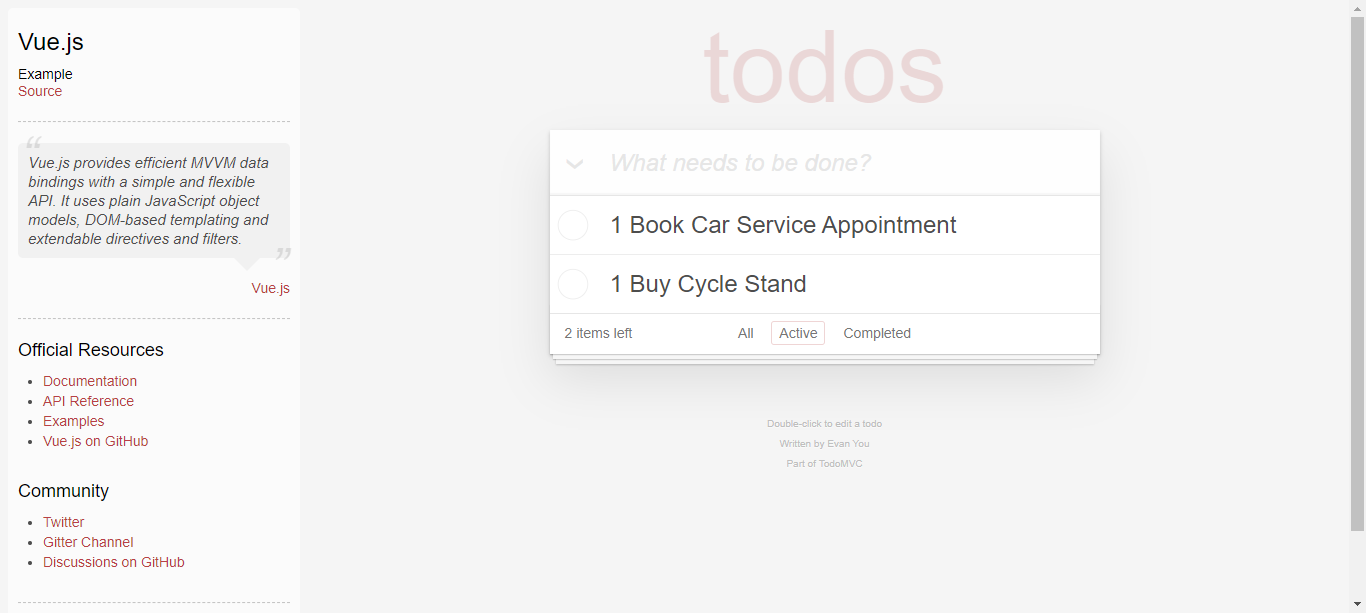 Vue.js
Example
Source
“
Vue.js provides efficient MVVM data
bindings with a simple and flexible
API. It uses plain JavaScript object
models, DOM-based templating and
extendable directives and filters.
”
Vue.js
Official Resources
• Documentation
• API Reference
• Examples
• Vue.js on GitHub
Community
• Twitter
• Gitter Channel
• Discussions on GitHub
todos
What needs to be done?
1 Book Car Service Appointment
1 Buy Cycle Stand
2 items left All Active Completed
Double-click to edit a todo
Written by Evan You
Part of TodoMVC